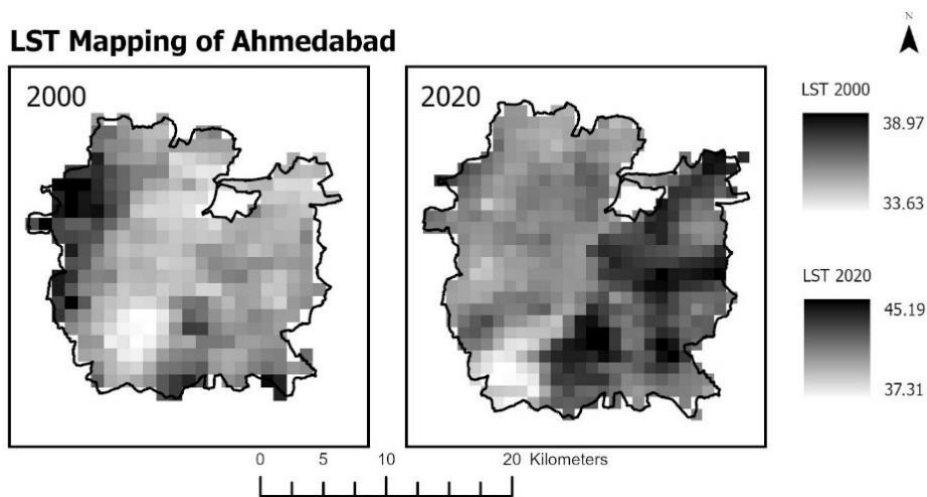 LST Mapping of Ahmedabad
N
2000
2020
LST 2000
38.97
33.63
LST 2020
45.19
37.31
0 5 10 20 Kilometers